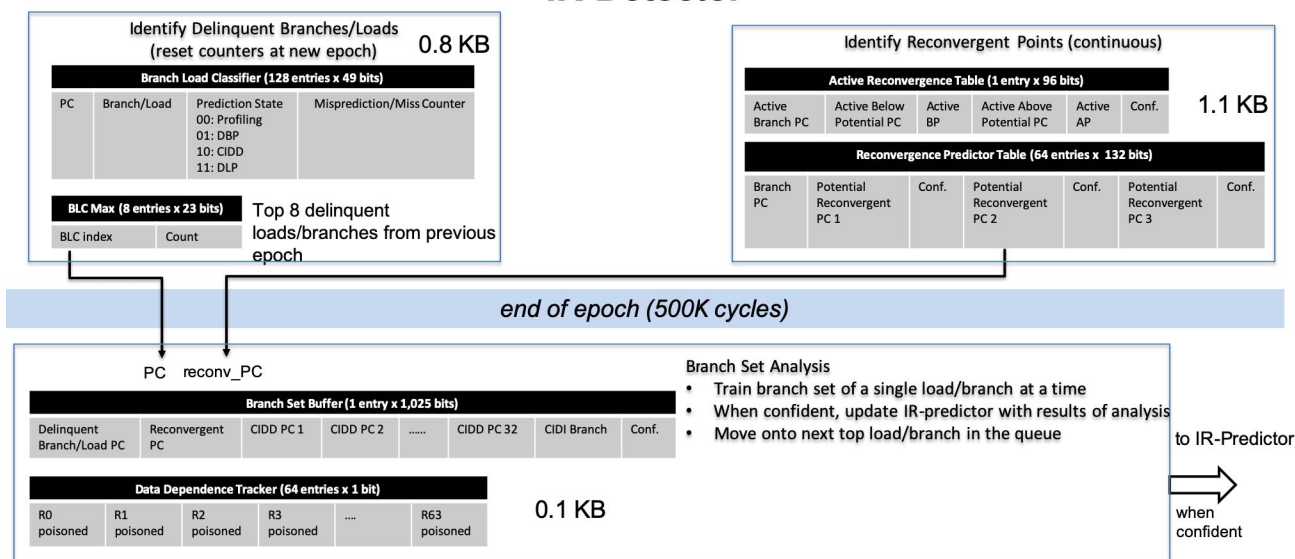 Identify Delinquent Branches/Loads
(reset counters at new epoch)
0.8 KB
Branch Load Classifier (128 entries x 49 bits)
PC
Branch/Load
Prediction State
00: Profiling
01: DBP
10: CIDD
11: DLP
Misprediction/Miss Counter
BLC Max (8 entries x 23 bits)
BLC index
Count
Top 8 delinquent
loads/branches from previous
epoch
Identify Reconvergent Points (continuous)
Active Reconvergence Table (1 entry x 96 bits)
Active
Branch PC
Active Below
Potential PC
Active
BP
Active Above
Potential PC
Active
AP
Conf.
1.1 KB
Reconvergence Predictor Table (64 entries x 132 bits)
Branch
PC
Potential
Reconvergent
PC 1
Conf.
Potential
Reconvergent
PC 2
Conf.
Potential
Reconvergent
PC 3
Conf.
end of epoch (500K cycles)
PC
reconv_PC
Branch Set Buffer (1 entry x 1,025 bits)
Delinquent
Branch/Load PC
Reconvergent
PC
CIDD PC 1
CIDD PC 2
......
CIDD PC 32
CIDI Branch
Conf.
Data Dependence Tracker (64 entries x 1 bit)
R0
poisoned
R1
poisoned
R2
poisoned
R3
poisoned
....
R63
poisoned
0.1 KB
Branch Set Analysis
• Train branch set of a single load/branch at a time
• When confident, update IR-predictor with results of analysis
• Move onto next top load/branch in the queue
to IR-Predictor
when
confident